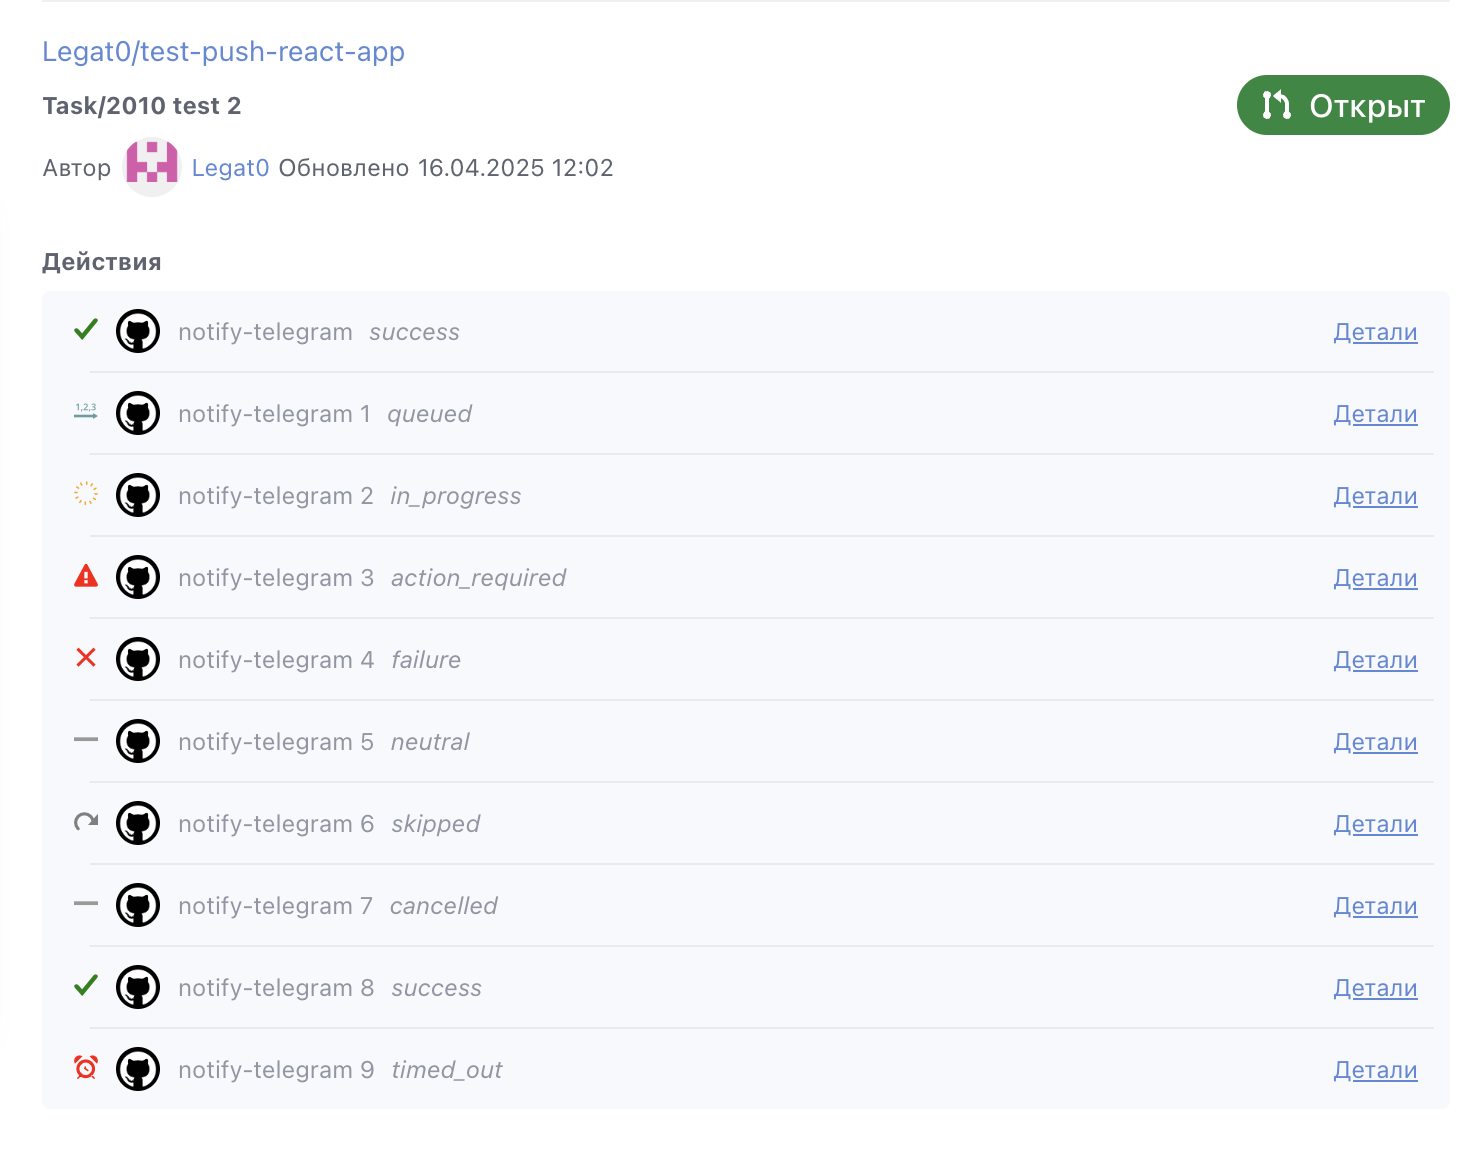 Legat0/test-push-react-app
Task/2010 test 2
Открыт
Автор Legat0 Обновлено 16.04.2025 12:02
Действия
notify-telegram success Детали
1,2,3 notify-telegram 1 queued Детали
notify-telegram 2 in_progress Детали
notify-telegram 3 action_required Детали
notify-telegram 4 failure Детали
notify-telegram 5 neutral Детали
notify-telegram 6 skipped Детали
notify-telegram 7 cancelled Детали
notify-telegram 8 success Детали
notify-telegram 9 timed_out Детали